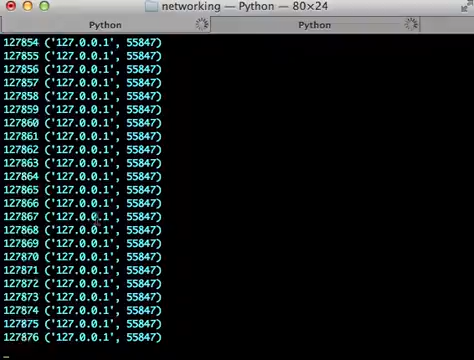 networking — Python — 80×24
Python Python
127854 ('127.0.0.1', 55847)
127855 ('127.0.0.1', 55847)
127856 ('127.0.0.1', 55847)
127857 ('127.0.0.1', 55847)
127858 ('127.0.0.1', 55847)
127859 ('127.0.0.1', 55847)
127860 ('127.0.0.1', 55847)
127861 ('127.0.0.1', 55847)
127862 ('127.0.0.1', 55847)
127863 ('127.0.0.1', 55847)
127864 ('127.0.0.1', 55847)
127865 ('127.0.0.1', 55847)
127866 ('127.0.0.1', 55847)
127867 ('127.0.0.1', 55847)
127868 ('127.0.0.1', 55847)
127869 ('127.0.0.1', 55847)
127870 ('127.0.0.1', 55847)
127871 ('127.0.0.1', 55847)
127872 ('127.0.0.1', 55847)
127873 ('127.0.0.1', 55847)
127874 ('127.0.0.1', 55847)
127875 ('127.0.0.1', 55847)
127876 ('127.0.0.1', 55847)